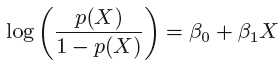 log ( p(X) / (1 − p(X)) ) = β₀ + β₁X